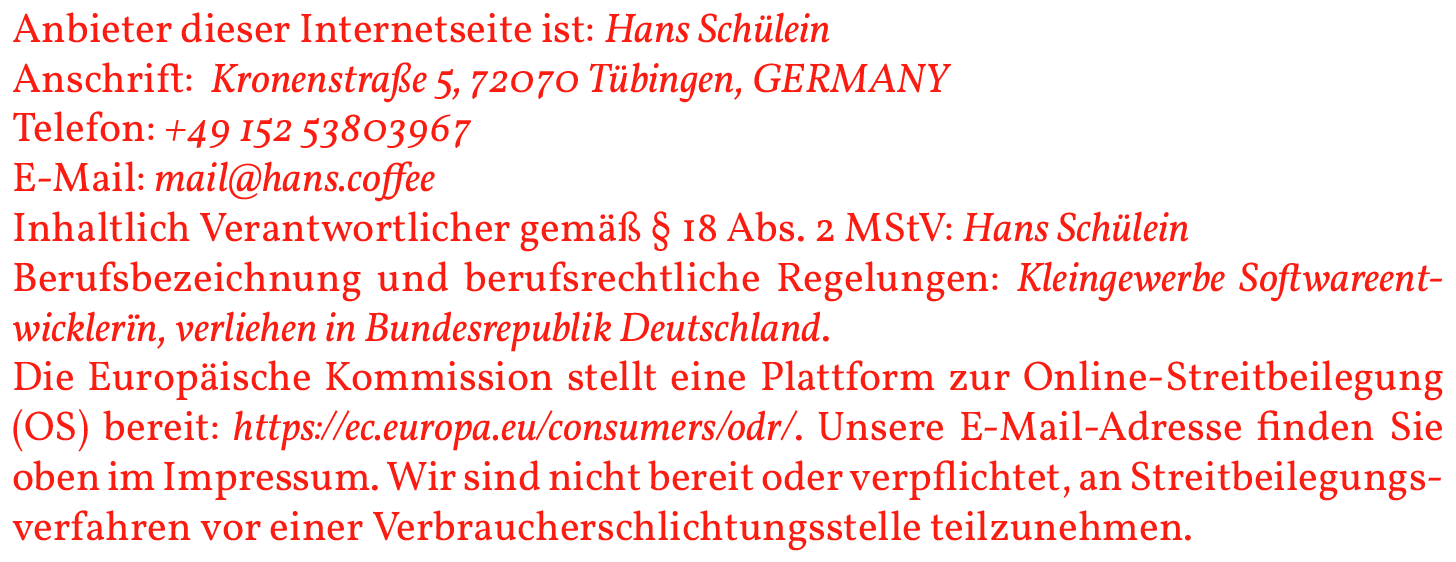 Anbieter dieser Internetseite ist: Hans Schülein
Anschrift: Kronenstraße 5, 72070 Tübingen, GERMANY
Telefon: +49 152 53803967
E-Mail: mail@hans.coffee
Inhaltlich Verantwortlicher gemäß § 18 Abs. 2 MStV: Hans Schülein
Berufsbezeichnung und berufsrechtliche Regelungen: Kleingewerbe Softwareent-
wicklerïn, verliehen in Bundesrepublik Deutschland.
Die Europäische Kommission stellt eine Plattform zur Online-Streitbeilegung
(OS) bereit: https://ec.europa.eu/consumers/odr/. Unsere E-Mail-Adresse finden Sie
oben im Impressum. Wir sind nicht bereit oder verpflichtet, an Streitbeilegungs-
verfahren vor einer Verbraucherschlichtungsstelle teilzunehmen.